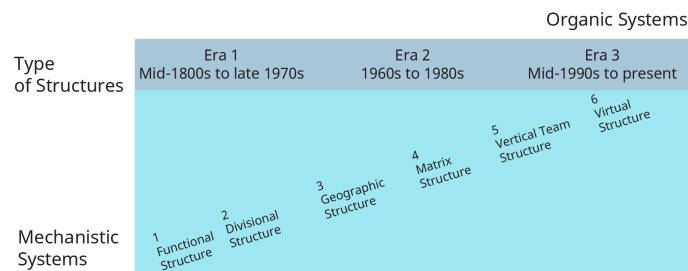 Organic Systems
Type
of Structures
Era 1
Mid-1800s to late 1970s
Era 2
1960s to 1980s
Era 3
Mid-1990s to present
1
Functional
Structure
2
Divisional
Structure
3
Geographic
Structure
4
Matrix
Structure
5
Vertical Team
Structure
6
Virtual
Structure
Mechanistic
Systems